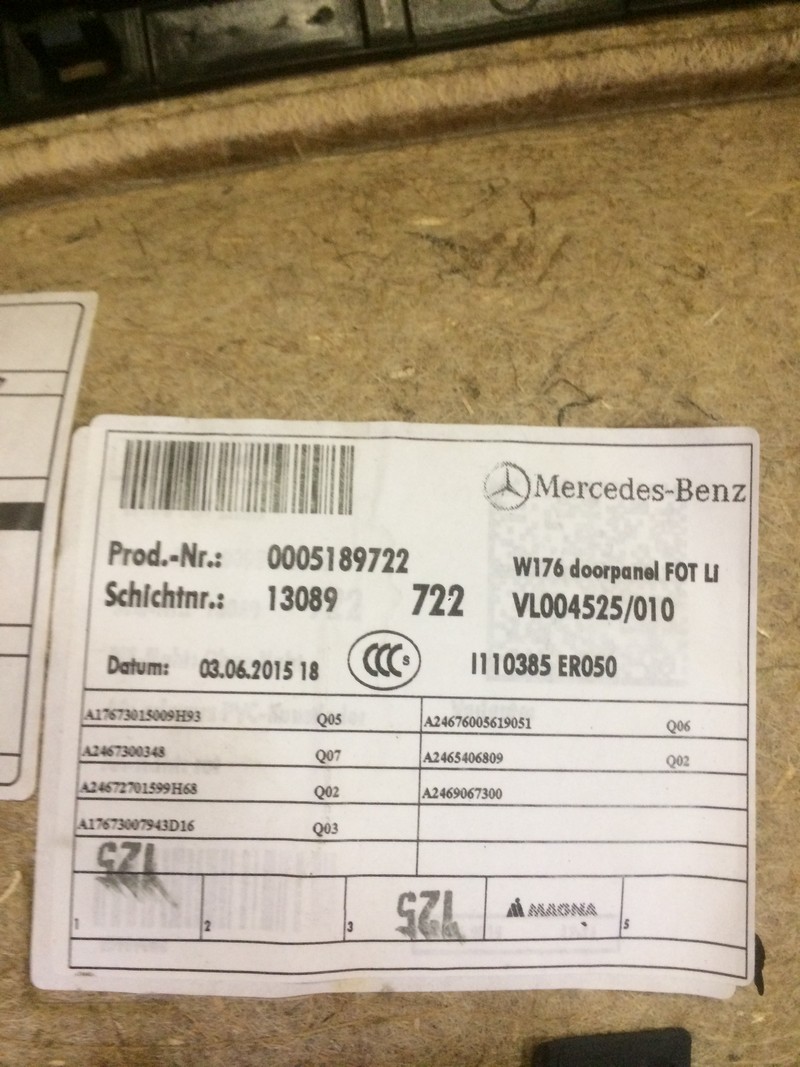 Mercedes-Benz
Prod.-Nr.: 0005189722
W176 doorpanel FOT Li
Schichtnr.: 13089 722
VL004525/010
Datum: 03.06.2015 18
CCC S
I110385 ER050
A17673015009H93 Q05
A24676005619051 Q06
A2467300348 Q07
A2465406809 Q02
A24672701599H68 Q02
A2469067300
A17673007943D16 Q03
125
1 2 3 125 MAGNA 5